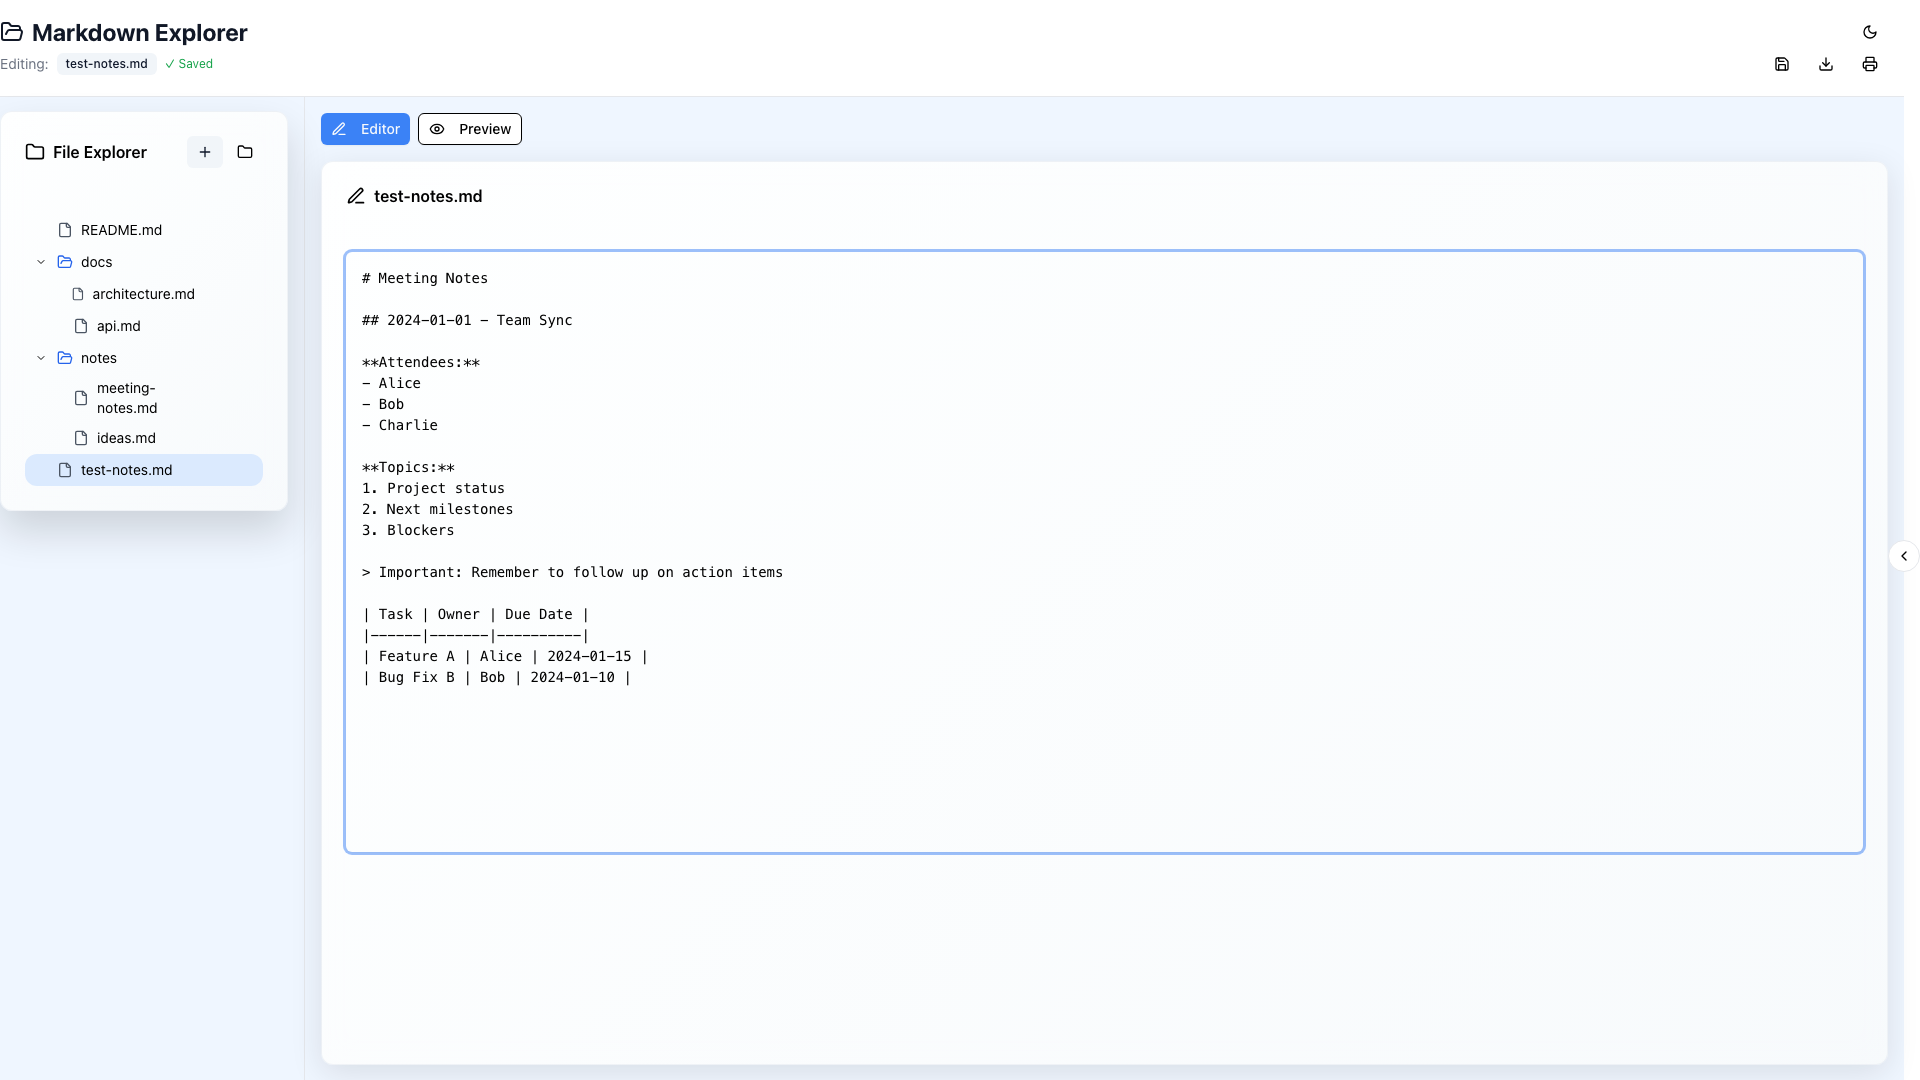 Markdown Explorer
Editing: test-notes.md ✓ Saved
File Explorer
README.md
docs
architecture.md
api.md
notes
meeting-
notes.md
ideas.md
test-notes.md
Editor Preview
test-notes.md
# Meeting Notes
## 2024-01-01 - Team Sync
**Attendees:**
- Alice
- Bob
- Charlie
**Topics:**
1. Project status
2. Next milestones
3. Blockers
> Important: Remember to follow up on action items
| Task | Owner | Due Date |
|------|-------|----------|
| Feature A | Alice | 2024-01-15 |
| Bug Fix B | Bob | 2024-01-10 |